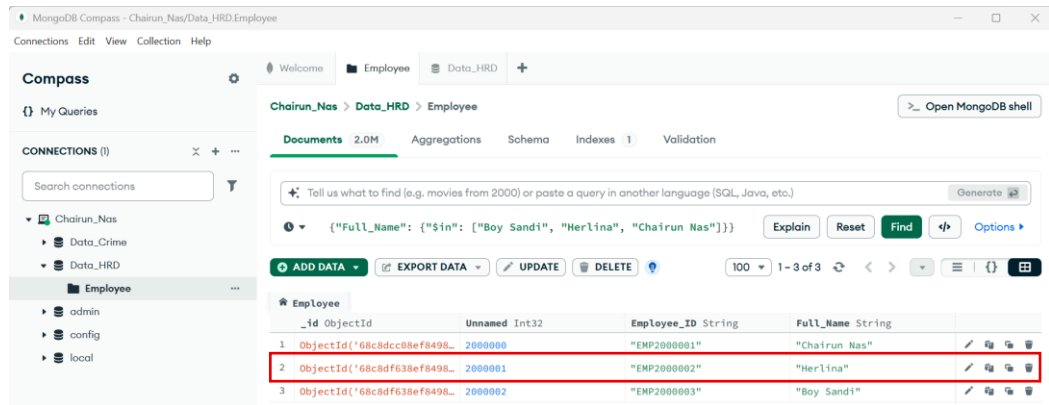 MongoDB Compass - Chairun_Nas/Data_HRD.Employee
Connections Edit View Collection Help
Compass
{} My Queries
CONNECTIONS (1)
Search connections
Chairun_Nas
Data_Crime
Data_HRD
Employee
admin
config
local
Welcome Employee Data_HRD
Chairun_Nas > Data_HRD > Employee
>_ Open MongoDB shell
Documents 2.0M Aggregations Schema Indexes 1 Validation
Tell us what to find (e.g. movies from 2000) or paste a query in another language (SQL, Java, etc.) Generate
{"Full_Name": {"$in": ["Boy Sandi", "Herlina", "Chairun Nas"]}} Explain Reset Find </> Options
ADD DATA EXPORT DATA UPDATE DELETE 100 1 – 3 of 3 {}
Employee
_id ObjectId Unnamed Int32 Employee_ID String Full_Name String
1 ObjectId('68c8dcc08ef8498… 2000000 "EMP2000001" "Chairun Nas"
2 ObjectId('68c8df638ef8498… 2000001 "EMP2000002" "Herlina"
3 ObjectId('68c8df638ef8498… 2000002 "EMP2000003" "Boy Sandi"